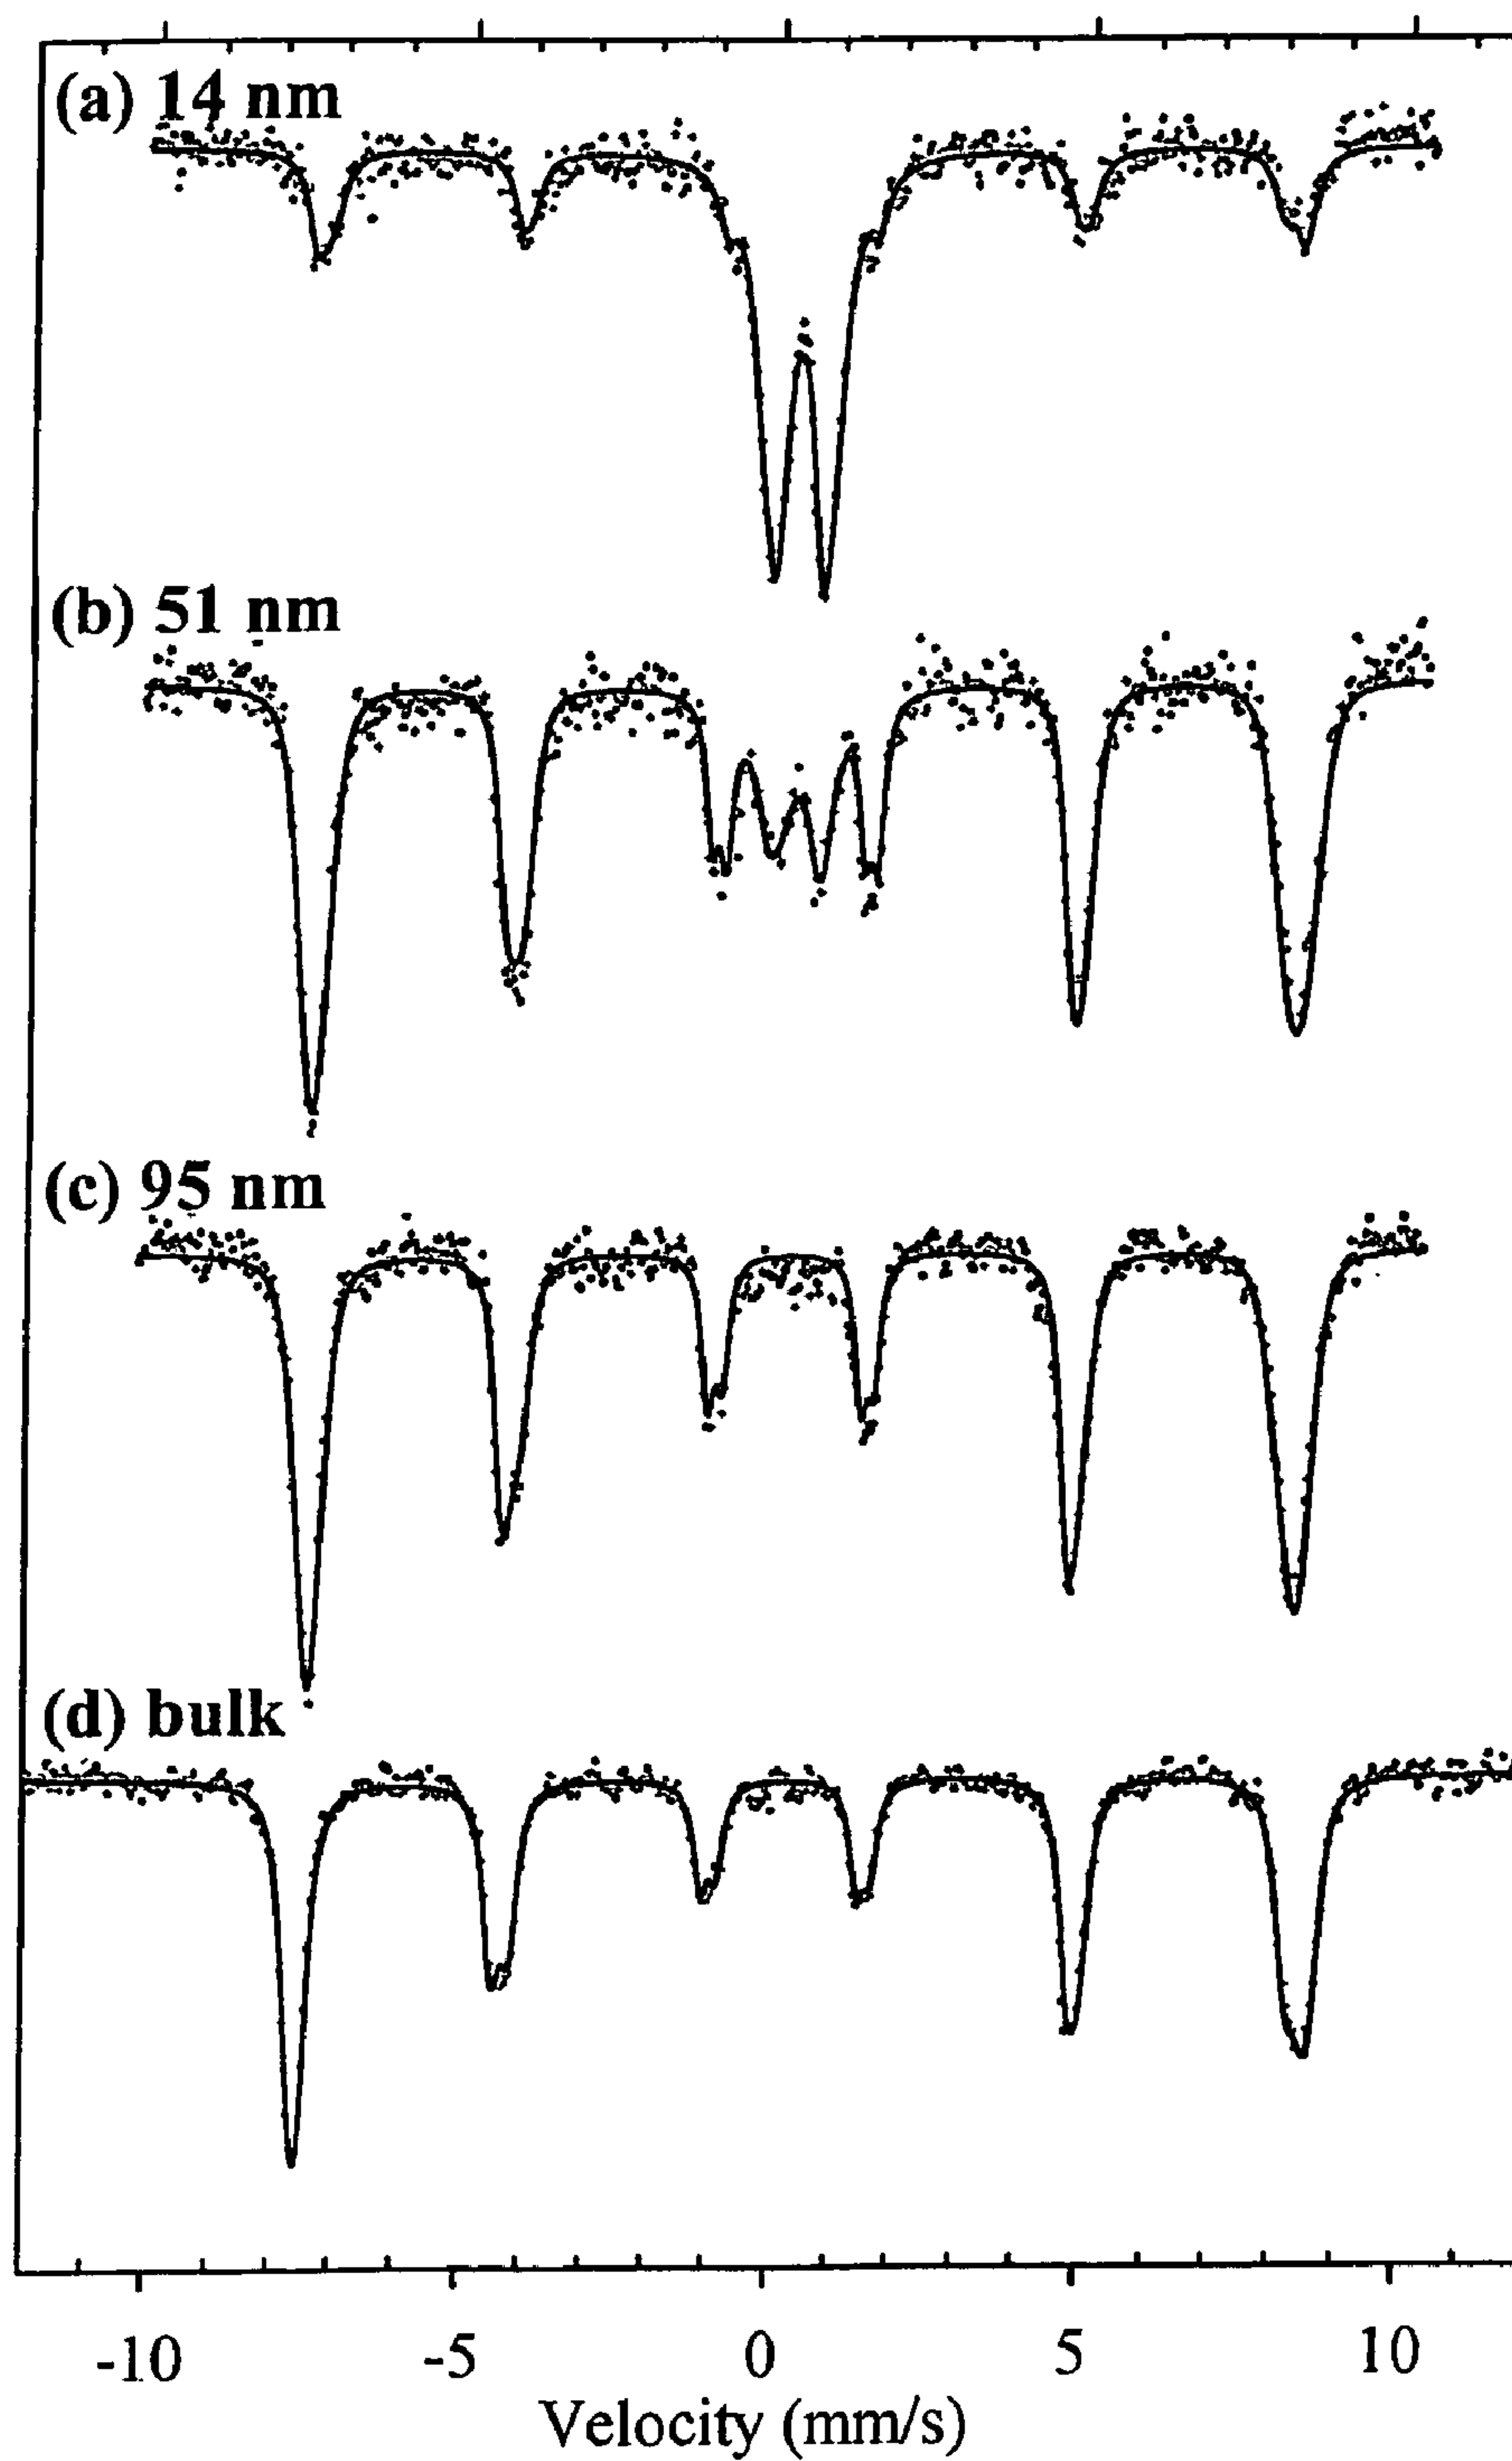 (a) 14 nm
(b) 51 nm
(c) 95 nm
(d) bulk
-10 -5 0 5 10
Velocity (mm/s)